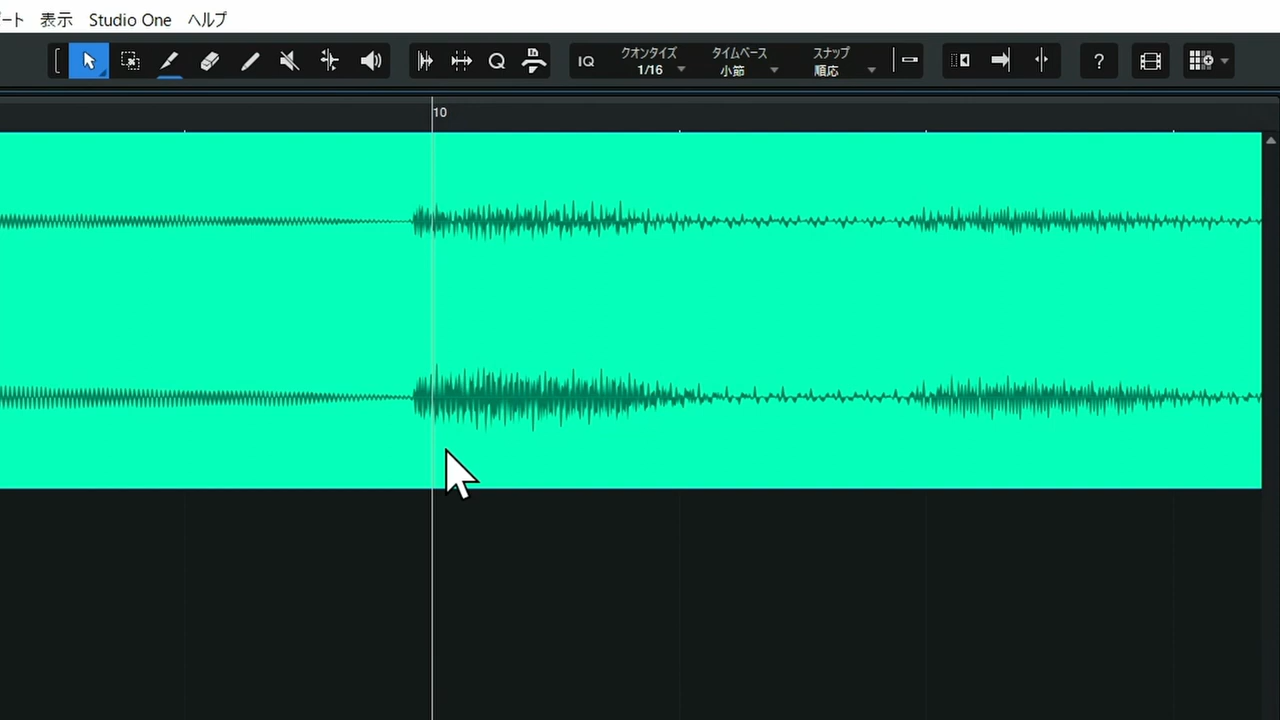 ート 表示 Studio One ヘルプ
IQ クオンタイズ タイムベース スナップ
1/16 小節 順応
?
10